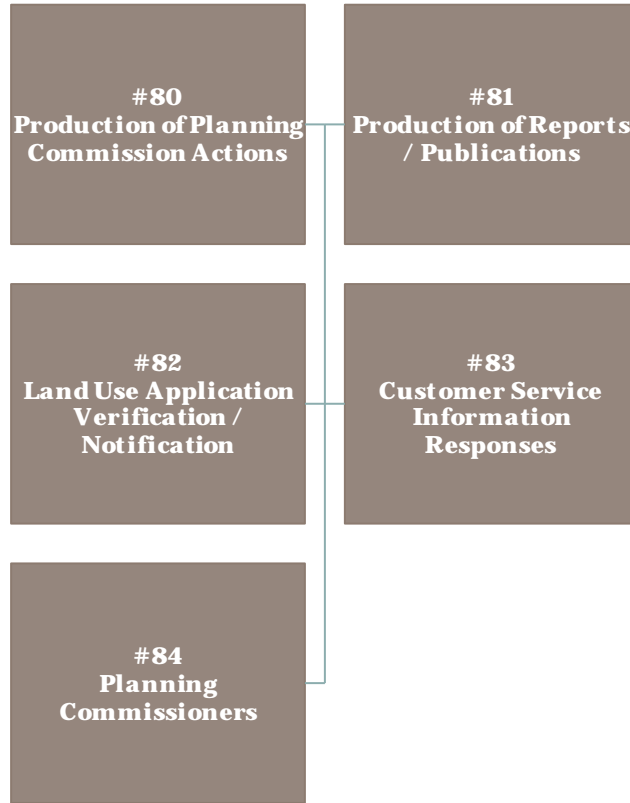 #80
Production of Planning
Commission Actions
#81
Production of Reports
/ Publications
#82
Land Use Application
Verification /
Notification
#83
Customer Service
Information
Responses
#84
Planning
Commissioners